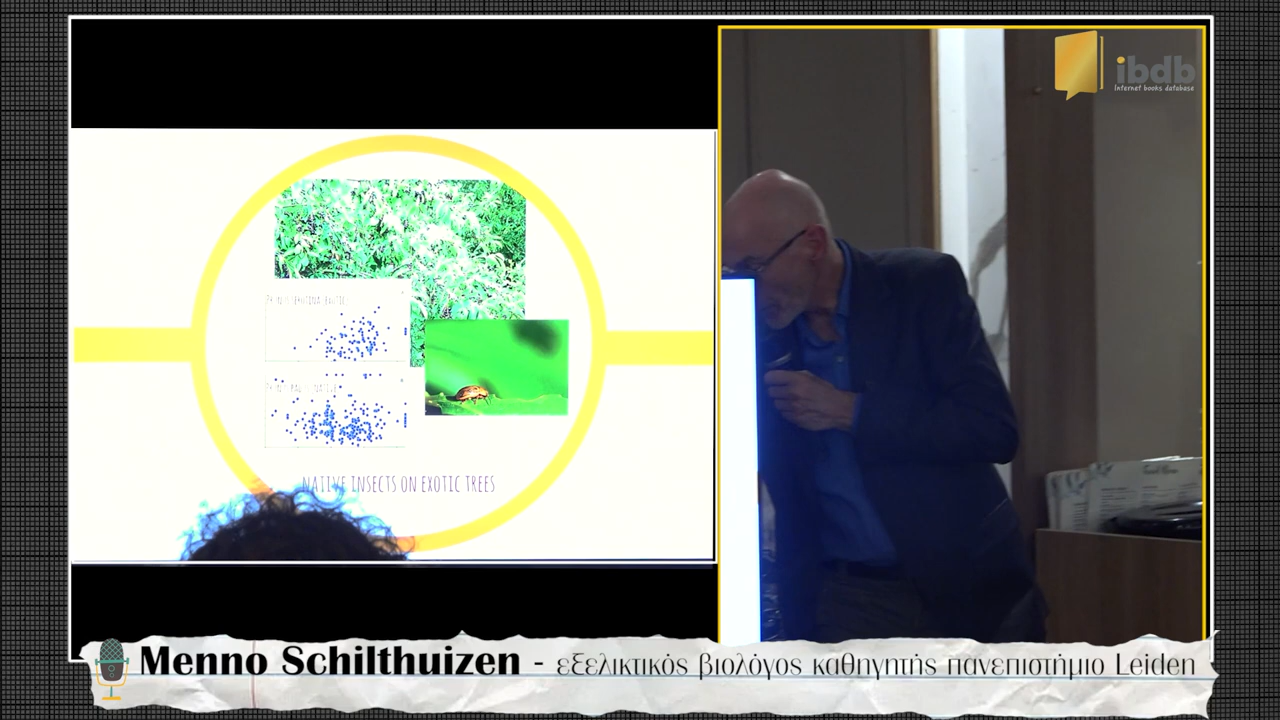 ibdb
Internet books database
NATIVE INSECTS ON EXOTIC TREES
Menno Schilthuizen - εξελικτικός βιολόγος καθηγητής πανεπιστήμιο Leiden